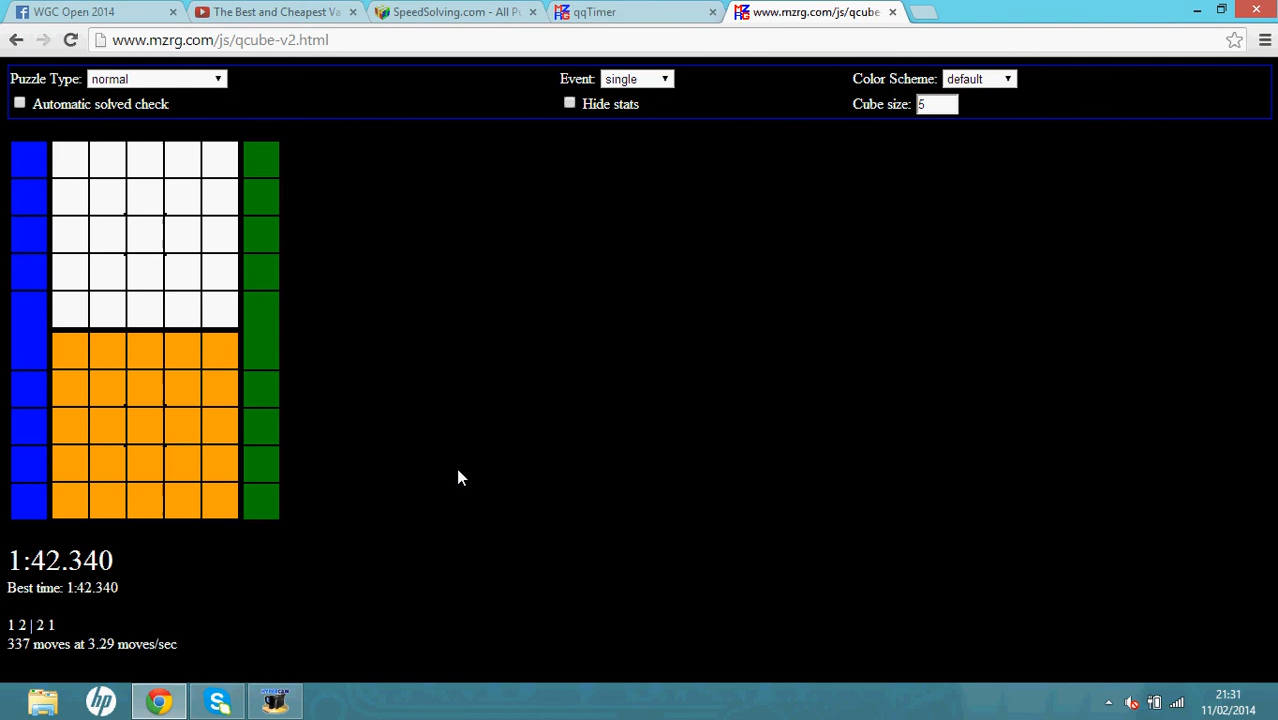 WGC Open 2014
The Best and Cheapest Va
SpeedSolving.com - All Pu
qqTimer
www.mzrg.com/js/qcube
www.mzrg.com/js/qcube-v2.html
Puzzle Type: normal Event: single Color Scheme: default
Automatic solved check Hide stats Cube size: 5
1:42.340
Best time: 1:42.340
1 2 | 2 1
337 moves at 3.29 moves/sec
21:31
11/02/2014